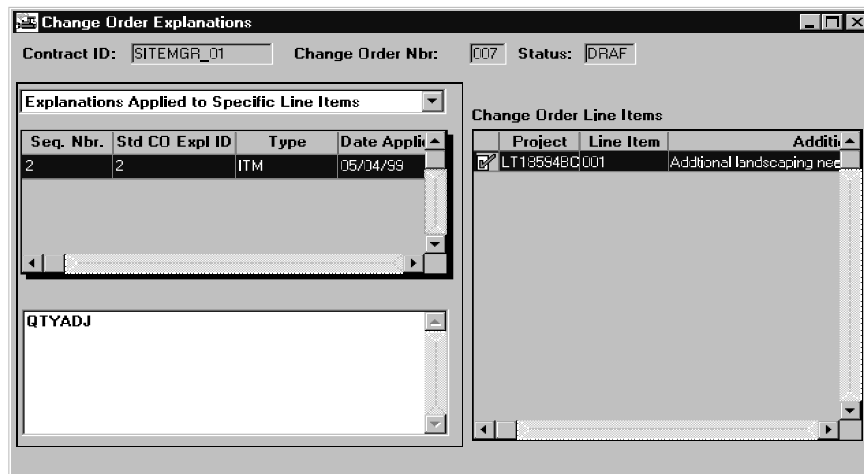 Change Order Explanations
Contract ID: SITEMGR_01 Change Order Nbr: 007 Status: DRAF
Explanations Applied to Specific Line Items
Seq. Nbr. Std CO Expl ID Type Date Applic
2 2 ITM 05/04/99
QTYADJ
Change Order Line Items
Project Line Item Additi
LT18594BC 001 Addtional landscaping nee